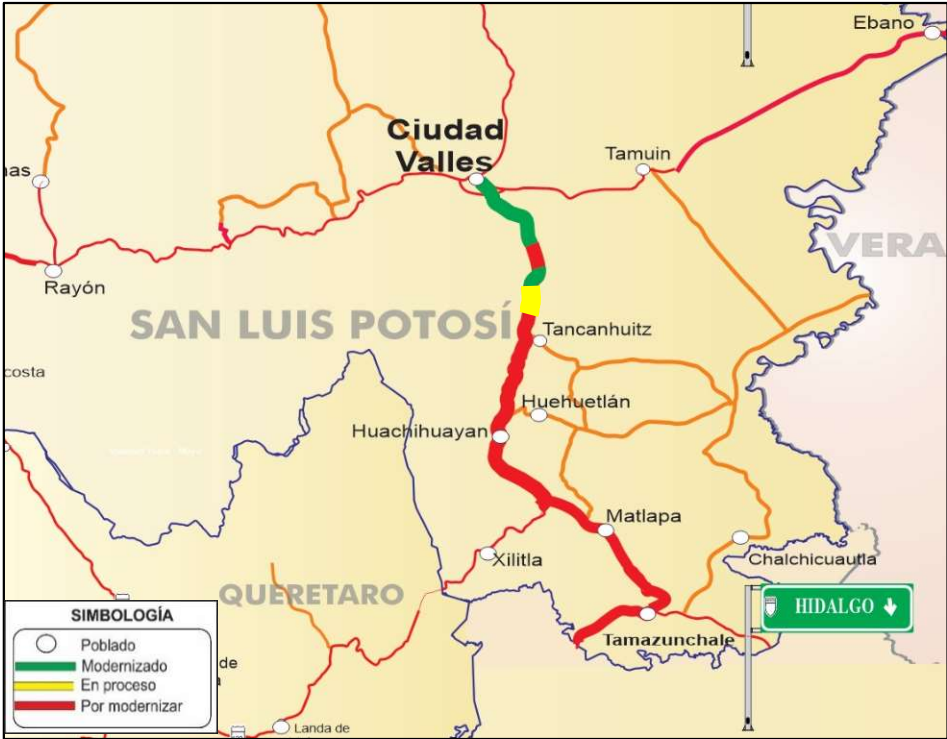 Ebano
Ciudad
Valles
Tamuin
nas
VERA
Rayón
SAN LUIS POTOSÍ
Tancanhuitz
costa
Huehuetlán
Huachihuayan
Matlapa
Xilitla
Chalchicuautla
QUERETARO
HIDALGO
SIMBOLOGÍA
Poblado
Modernizado
En proceso
Por modernizar
Tamazunchale
de
Landa de